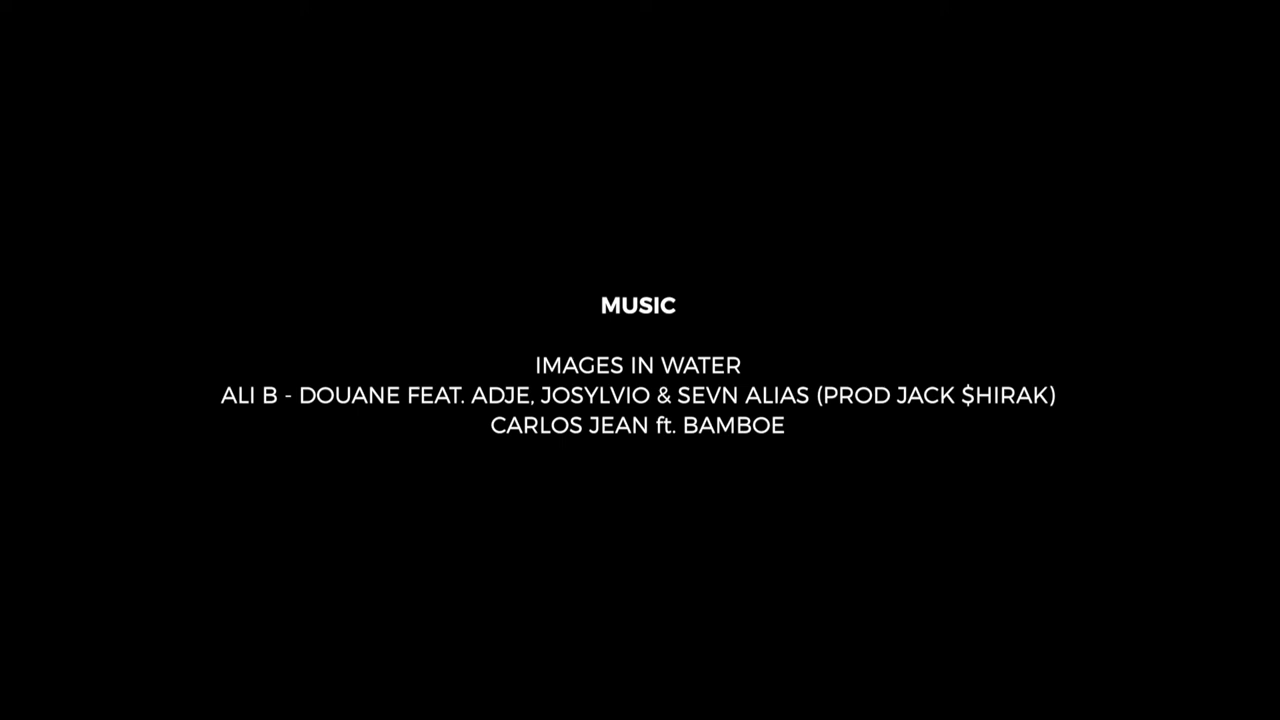 MUSIC
IMAGES IN WATER
ALI B - DOUANE FEAT. ADJE, JOSYLVIO & SEVN ALIAS (PROD JACK $HIRAK)
CARLOS JEAN ft. BAMBOE